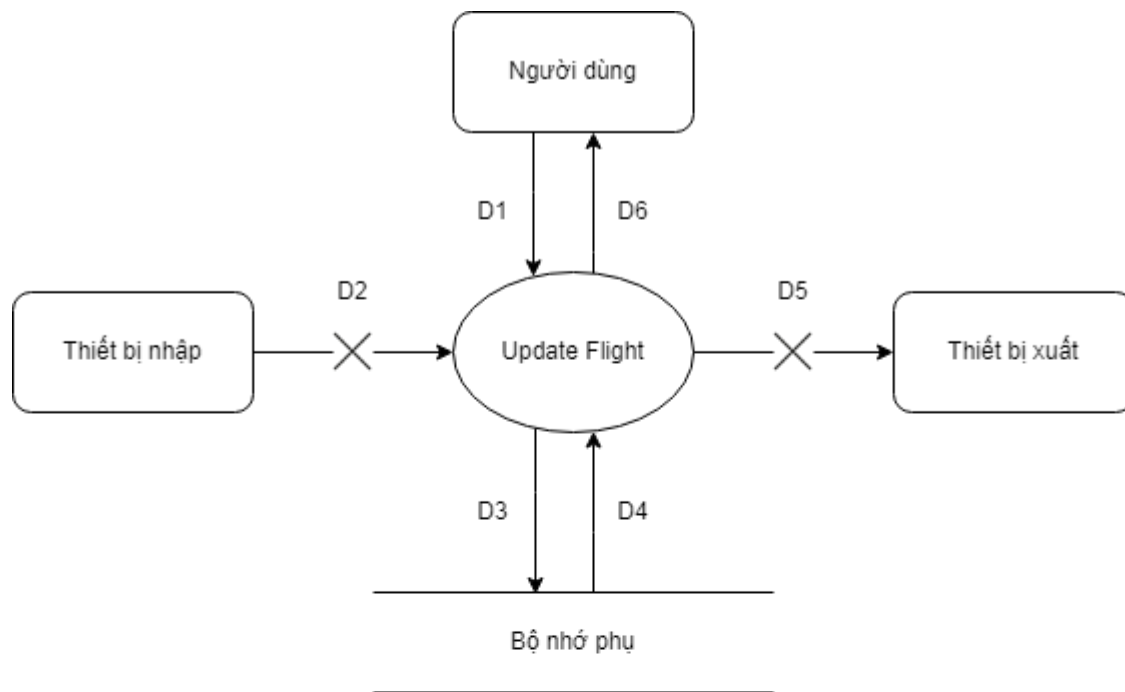 Người dùng
D1
D6
D2
D5
Thiết bị nhập
Update Flight
Thiết bị xuất
D3
D4
Bộ nhớ phụ